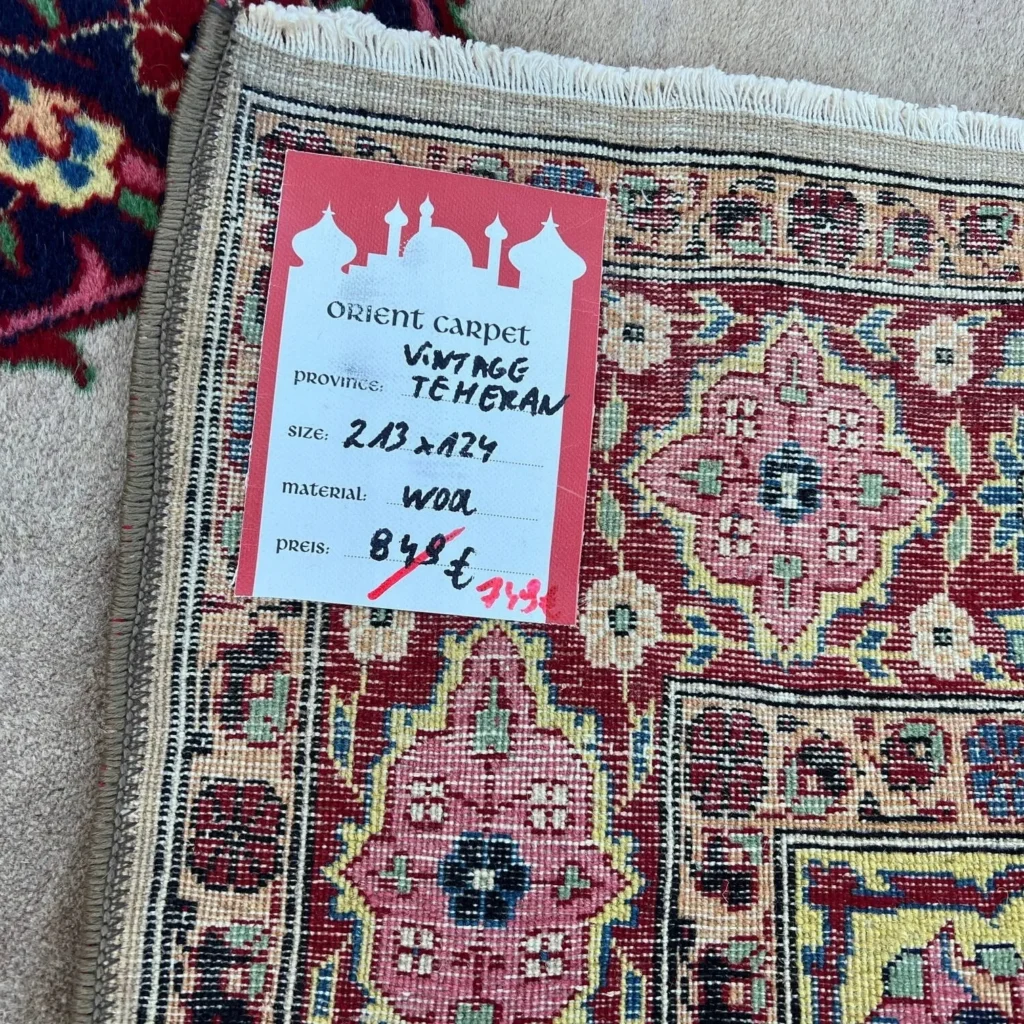 ORIENT CARPET
VINTAGE
PROVINCE: TEHERAN
SIZE: 213 x 124
MATERIAL: WOOL
PREIS: 849 € 749€